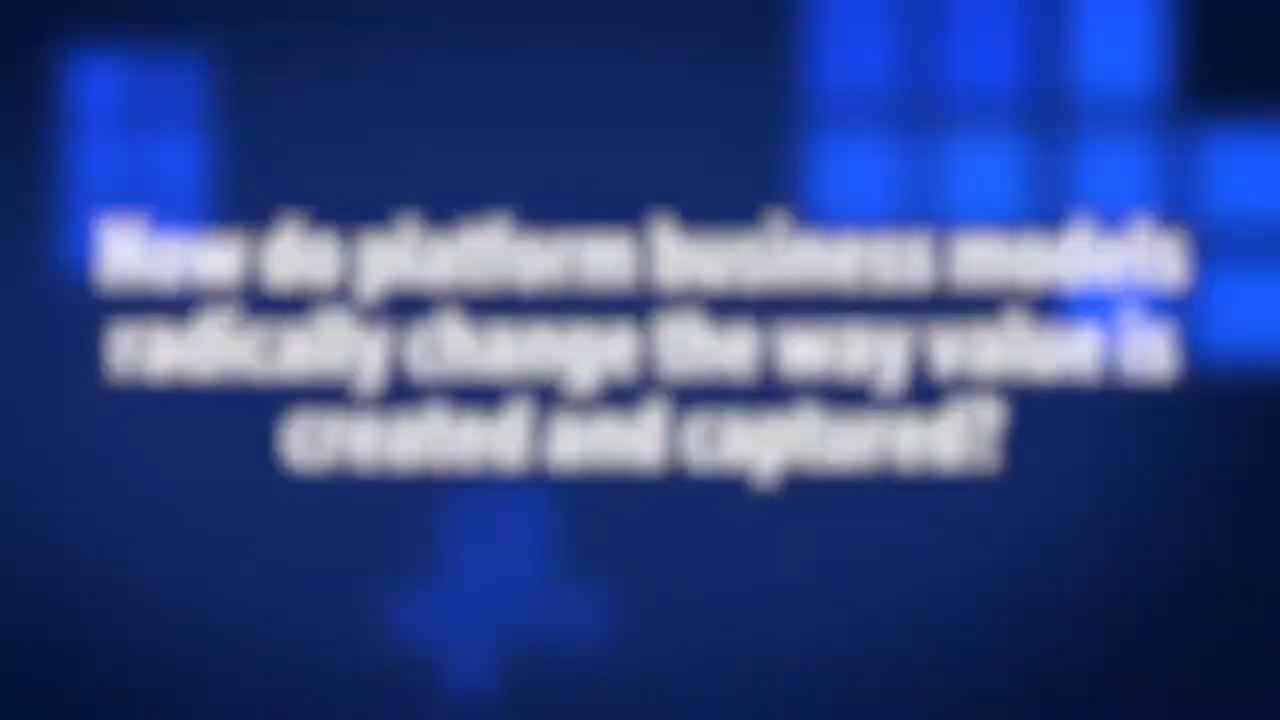 How do platform business models
radically change the way value is
created and captured?